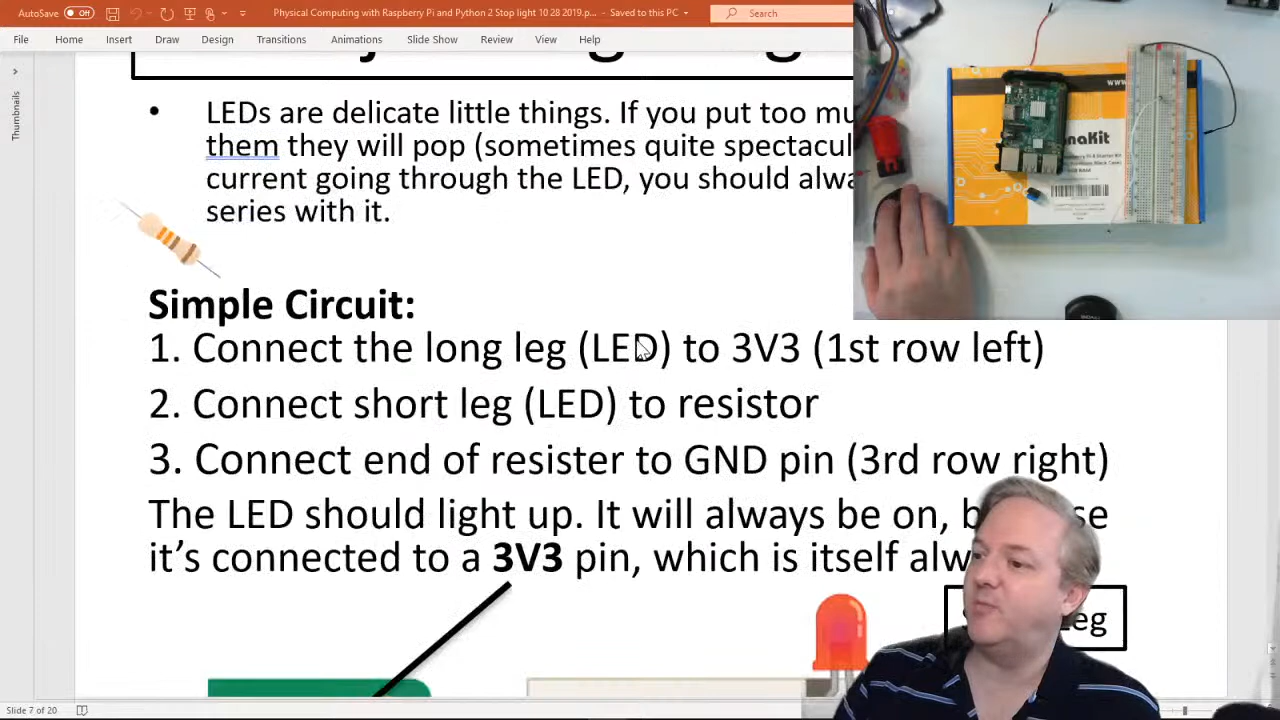 AutoSave Off Physical Computing with Raspberry Pi and Python 2 Stop light 10 28 2019.p... - Saved to this PC Search
File Home Insert Draw Design Transitions Animations Slide Show Review View Help
Thumbnails
• LEDs are delicate little things. If you put too
them they will pop (sometimes quite
current going through the LED, you should
series with it.
Simple Circuit:
1. Connect the long leg (LED) to 3V3 (1st row left)
2. Connect short leg (LED) to resistor
3. Connect end of resister to GND pin (3rd row right)
The LED should light up. It will always be on,
it's connected to a 3V3 pin, which is itself
Leg
Slide 7 of 20